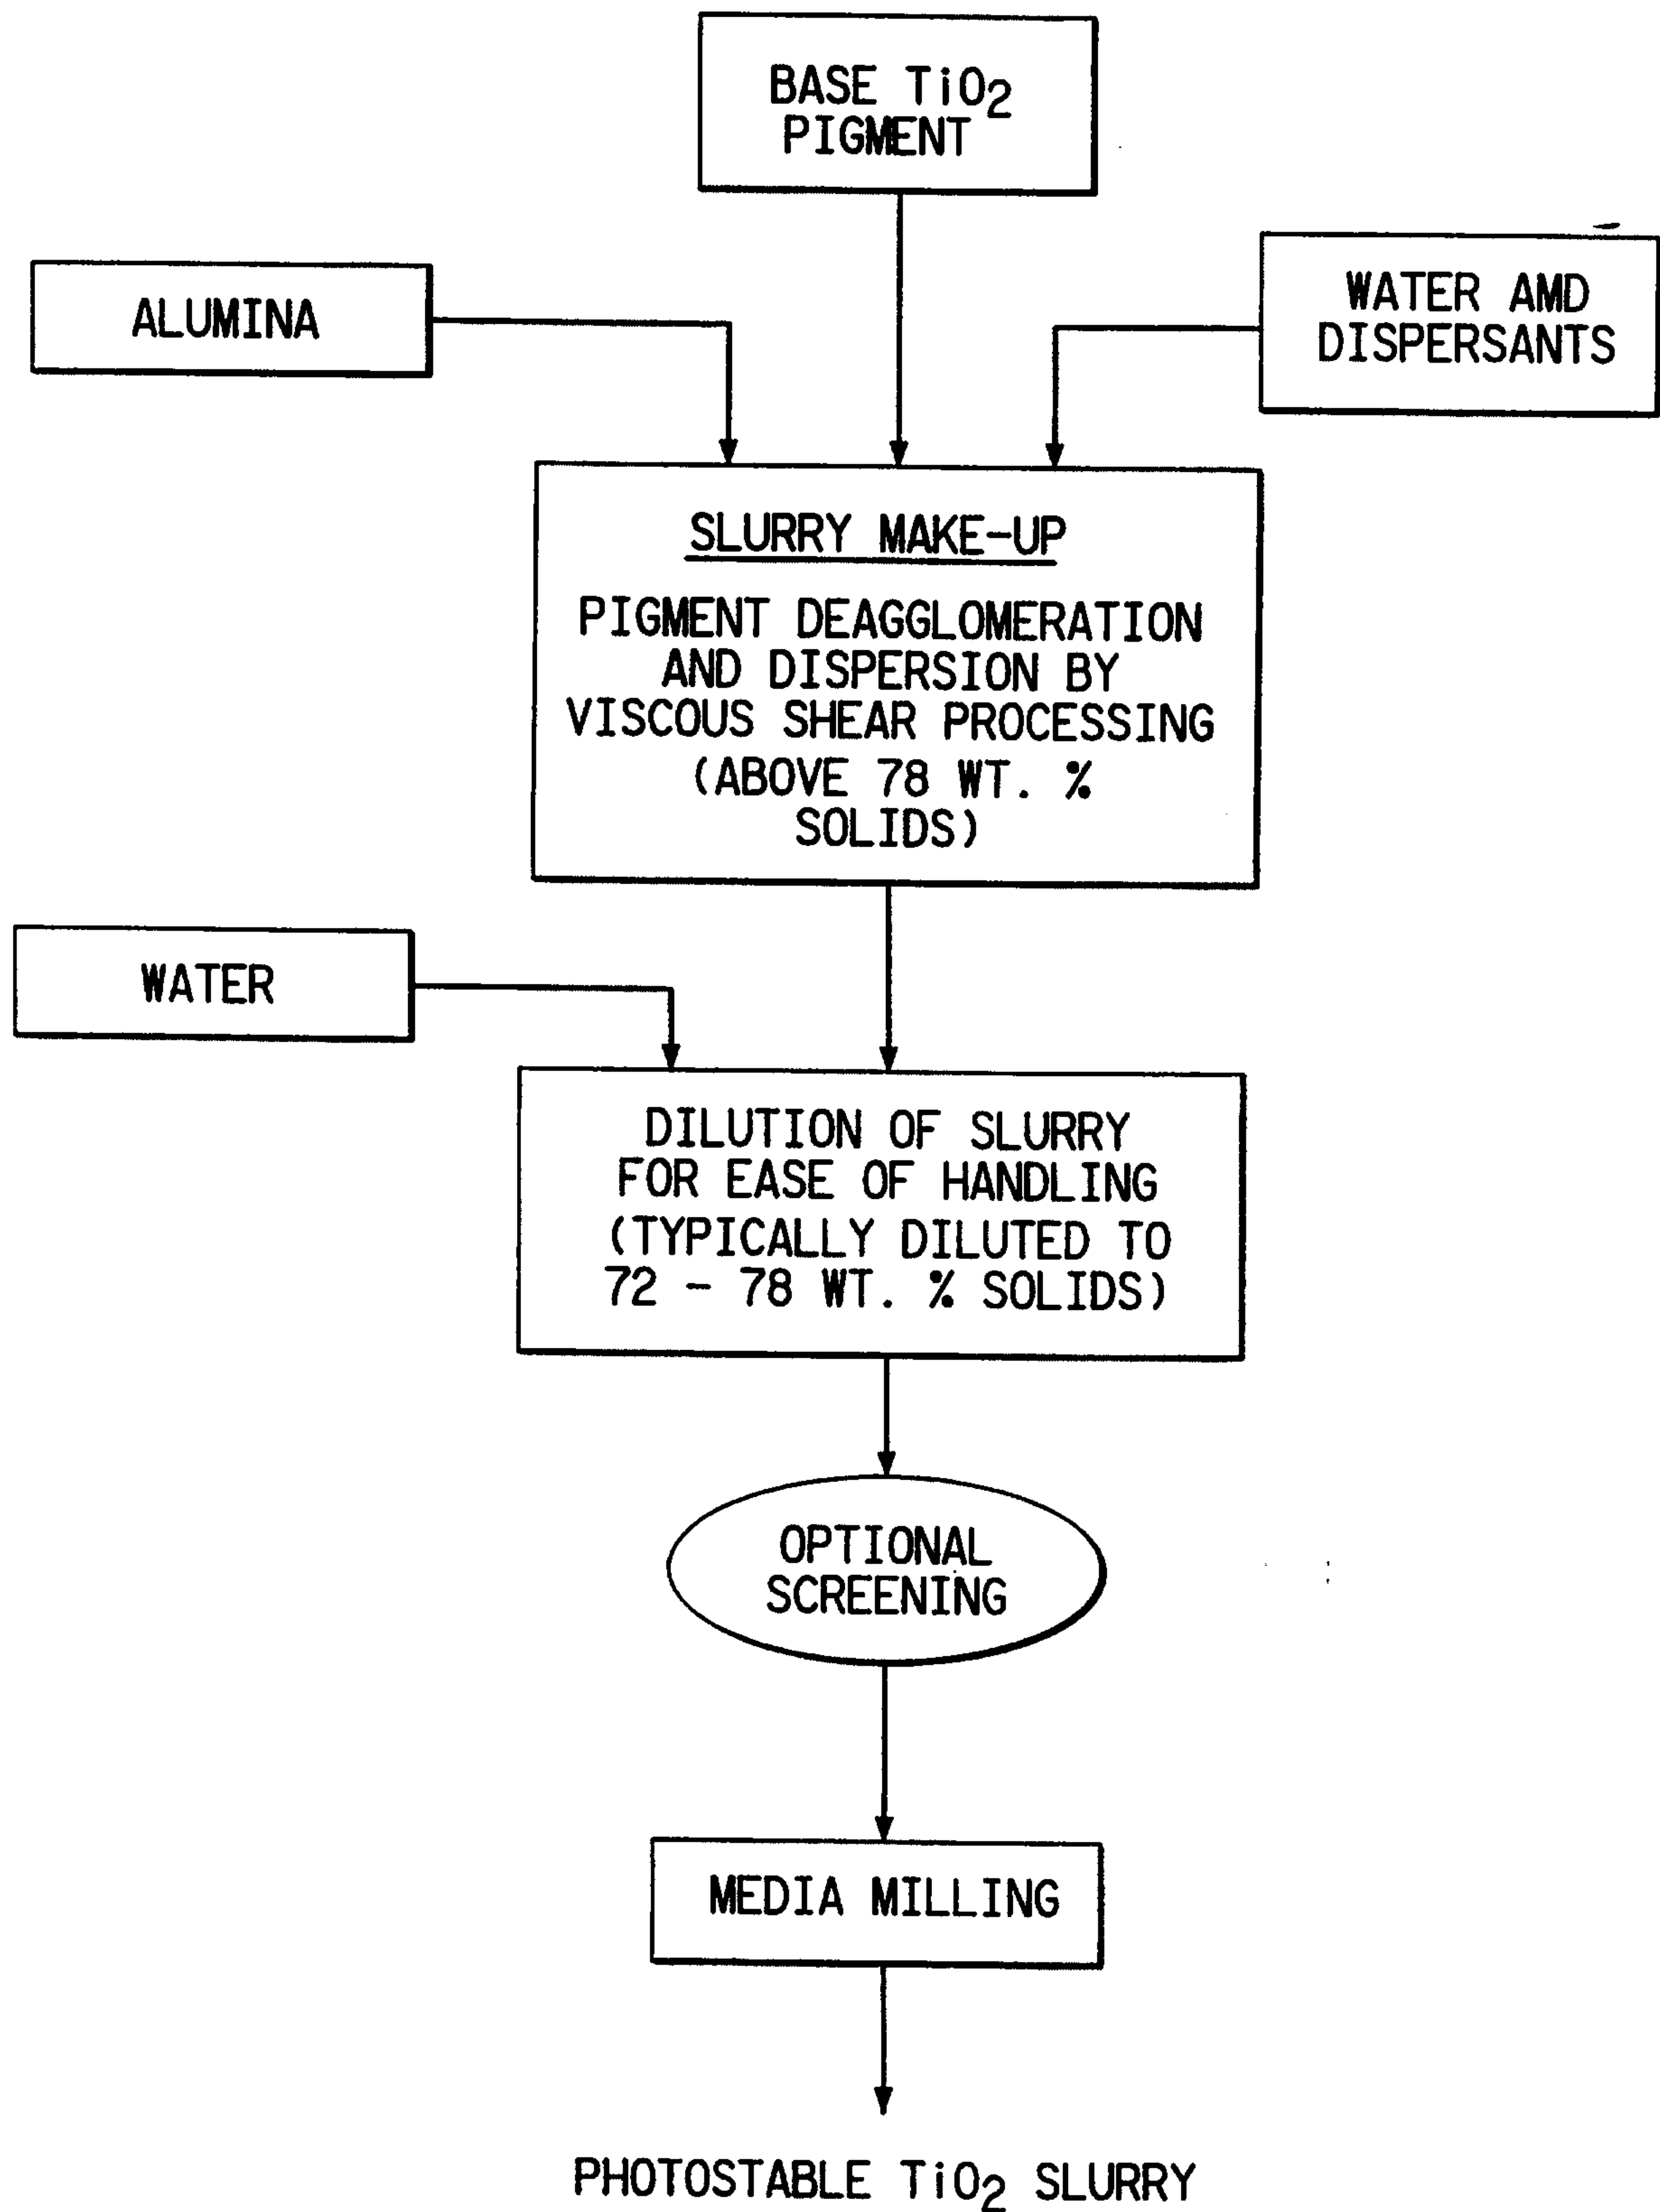 BASE TiO2
PIGMENT
ALUMINA
WATER AMD
DISPERSANTS
SLURRY MAKE-UP
PIGMENT DEAGGLOMERATION
AND DISPERSION BY
VISCOUS SHEAR PROCESSING
(ABOVE 78 WT. %
SOLIDS)
WATER
DILUTION OF SLURRY
FOR EASE OF HANDLING
(TYPICALLY DILUTED TO
72 - 78 WT. % SOLIDS)
OPTIONAL
SCREENING
MEDIA MILLING
PHOTOSTABLE TiO2 SLURRY